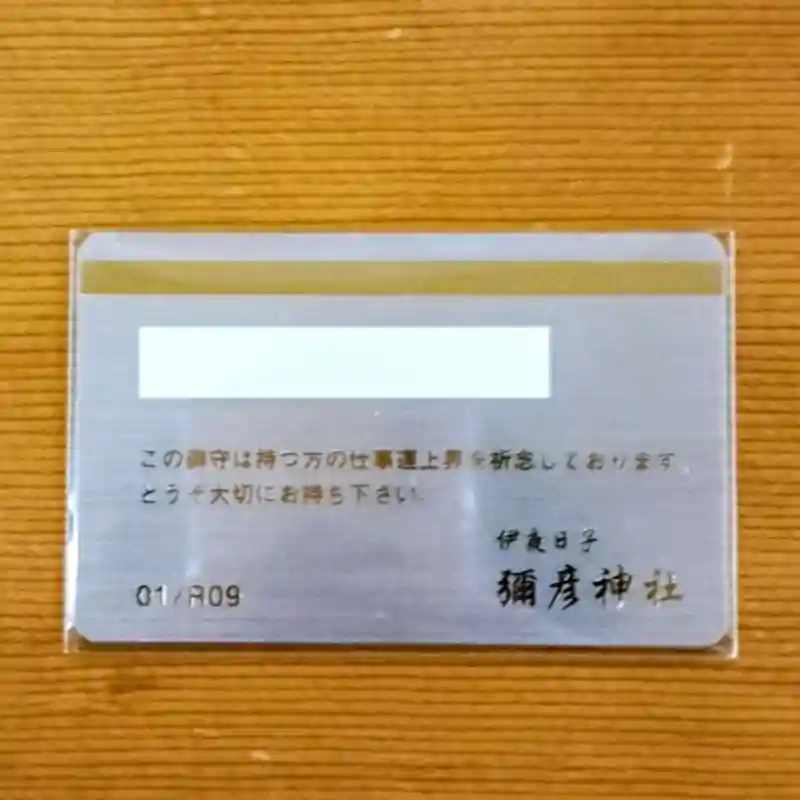 この御守は持つ方の仕事運上昇を祈念しております
どうぞ大切にお持ち下さい
伊夜日子
彌彦神社
01/R09